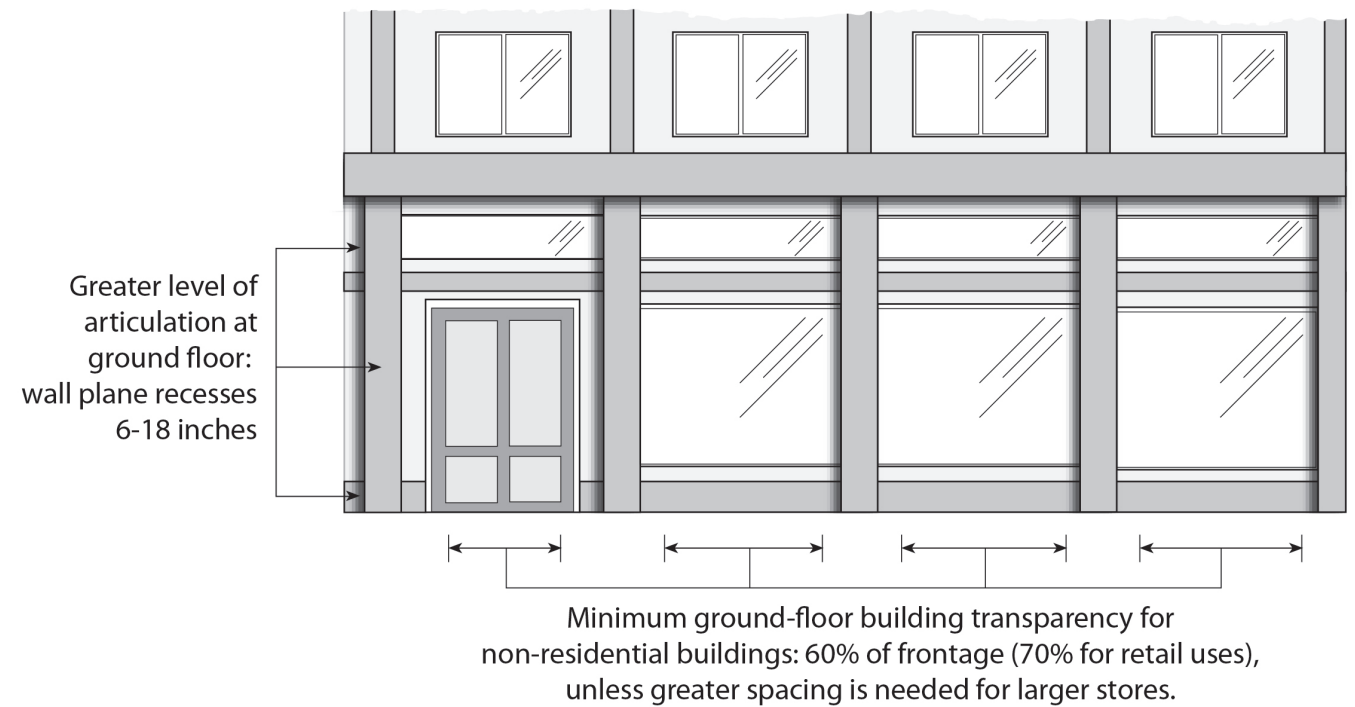 Greater level of
articulation at
ground floor:
wall plane recesses
6-18 inches
Minimum ground-floor building transparency for
non-residential buildings: 60% of frontage (70% for retail uses),
unless greater spacing is needed for larger stores.